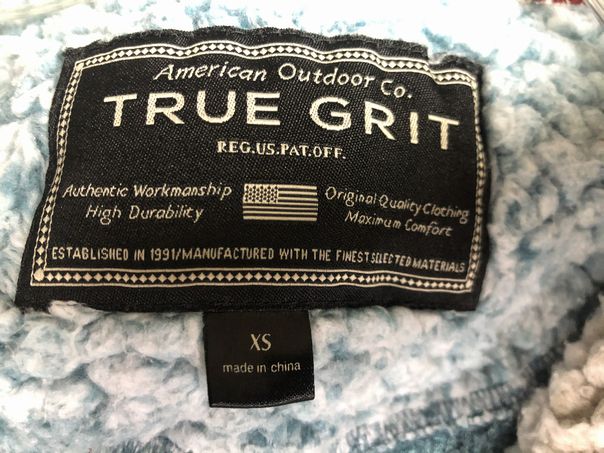 American Outdoor Co.
TRUE GRIT
REG.US.PAT.OFF.
Authentic Workmanship
High Durability
Original Quality Clothing
Maximum Comfort
ESTABLISHED IN 1991/MANUFACTURED WITH THE FINEST SELECTED MATERIALS
XS
made in china